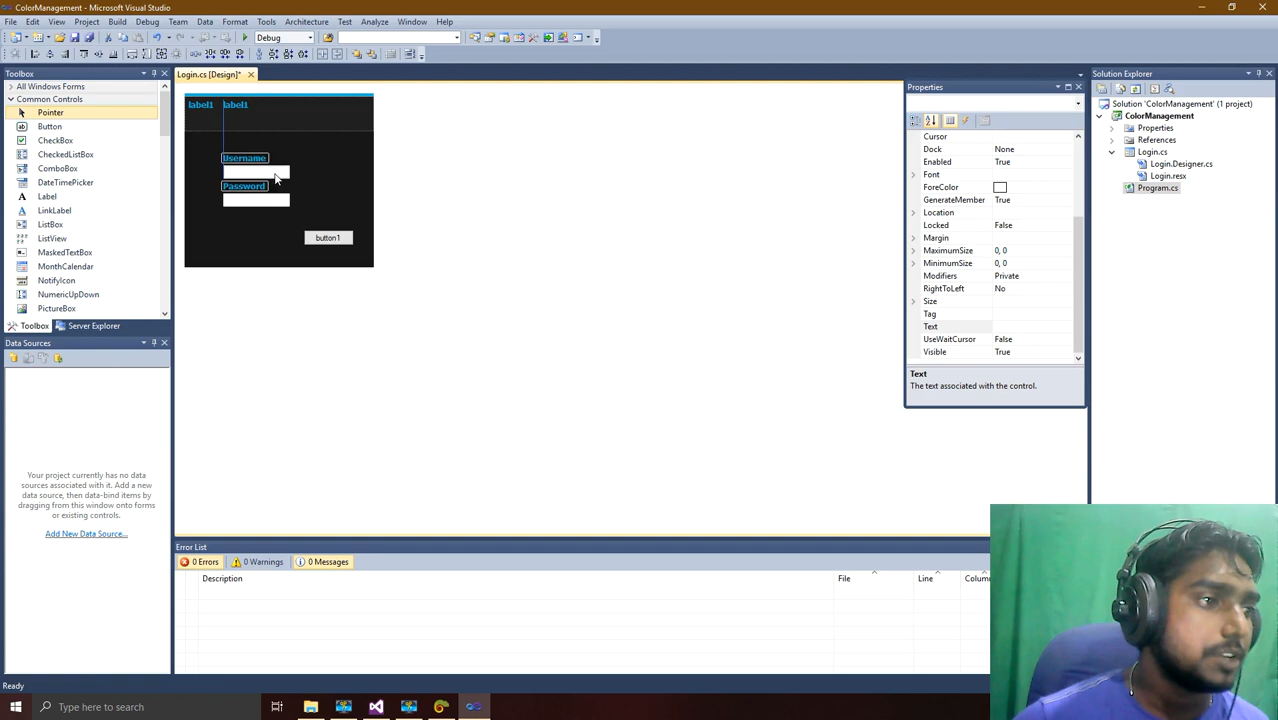 ColorManagement - Microsoft Visual Studio
File Edit View Project Build Debug Team Data Format Tools Architecture Test Analyze Window Help
Debug
Toolbox
All Windows Forms
Common Controls
Pointer
Button
CheckBox
CheckedListBox
ComboBox
DateTimePicker
Label
LinkLabel
ListBox
ListView
MaskedTextBox
MonthCalendar
NotifyIcon
NumericUpDown
PictureBox
Toolbox Server Explorer
Data Sources
Your project currently has no data
sources associated with it. Add a
new data source, then data-bind items by
dragging from this window onto forms
or existing controls.
Add New Data Source...
Login.cs [Design]*
label1 label1
Username
Password
button1
Properties
Cursor
Dock None
Enabled True
Font
ForeColor
GenerateMember True
Location
Locked False
Margin
MaximumSize 0, 0
MinimumSize 0, 0
Modifiers Private
RightToLeft No
Size
Tag
Text
UseWaitCursor False
Visible True
Text
The text associated with the control.
Solution Explorer
Solution 'ColorManagement' (1 project)
ColorManagement
Properties
References
Login.cs
Login.Designer.cs
Login.resx
Program.cs
Error List
0 Errors 0 Warnings 0 Messages
Description File Line Colum
Ready
Type here to search